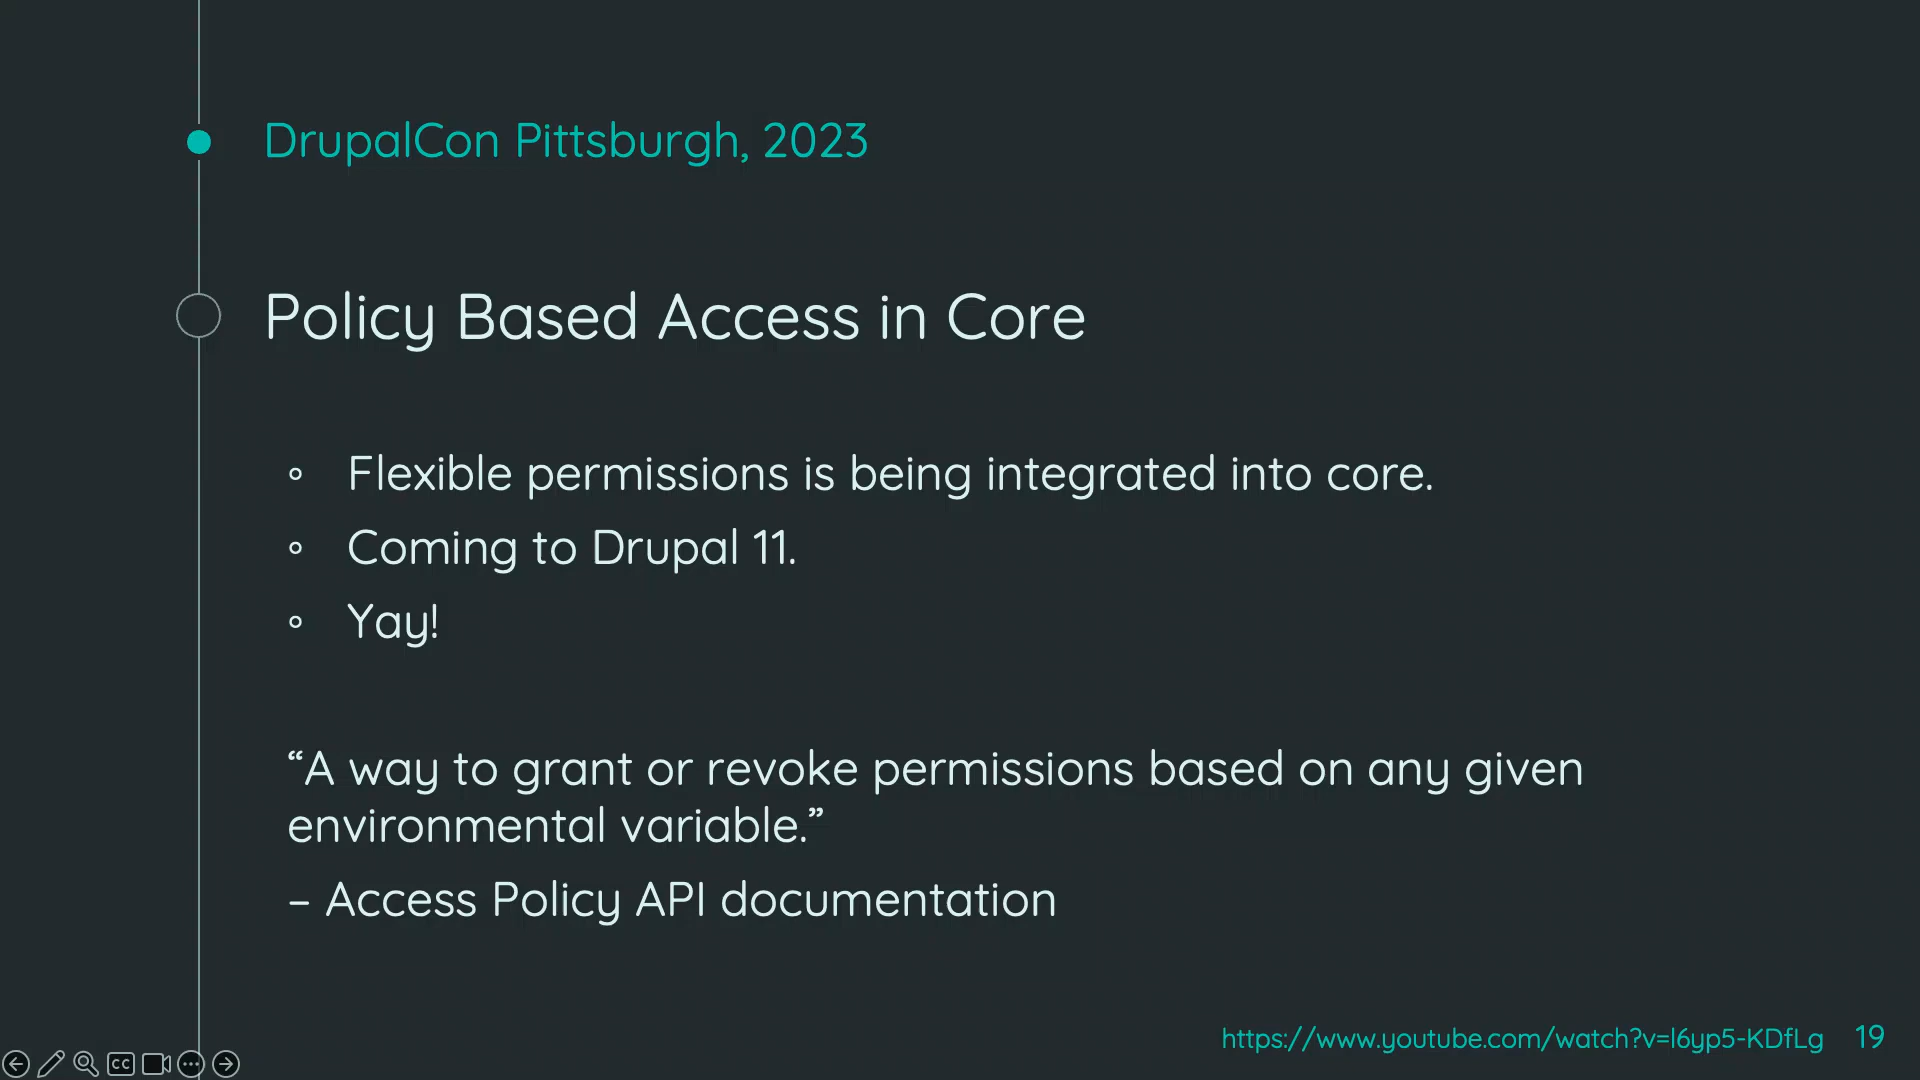 DrupalCon Pittsburgh, 2023
Policy Based Access in Core
◦ Flexible permissions is being integrated into core.
◦ Coming to Drupal 11.
◦ Yay!
“A way to grant or revoke permissions based on any given
environmental variable.”
– Access Policy API documentation
https://www.youtube.com/watch?v=l6yp5-KDfLg 19
CC